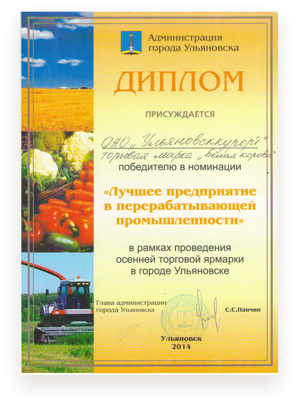 Администрация
города Ульяновска
ДИПЛОМ
ПРИСУЖДАЕТСЯ
ОАО „Ульяновсккурорт"
торговая марка „Белая корова"
победителю в номинации
«Лучшее предприятие
в перерабатывающей
промышленности»
в рамках проведения
осенней торговой ярмарки
в городе Ульяновске
Глава администрации
города Ульяновска
С.С.Панчин
Ульяновск
2014